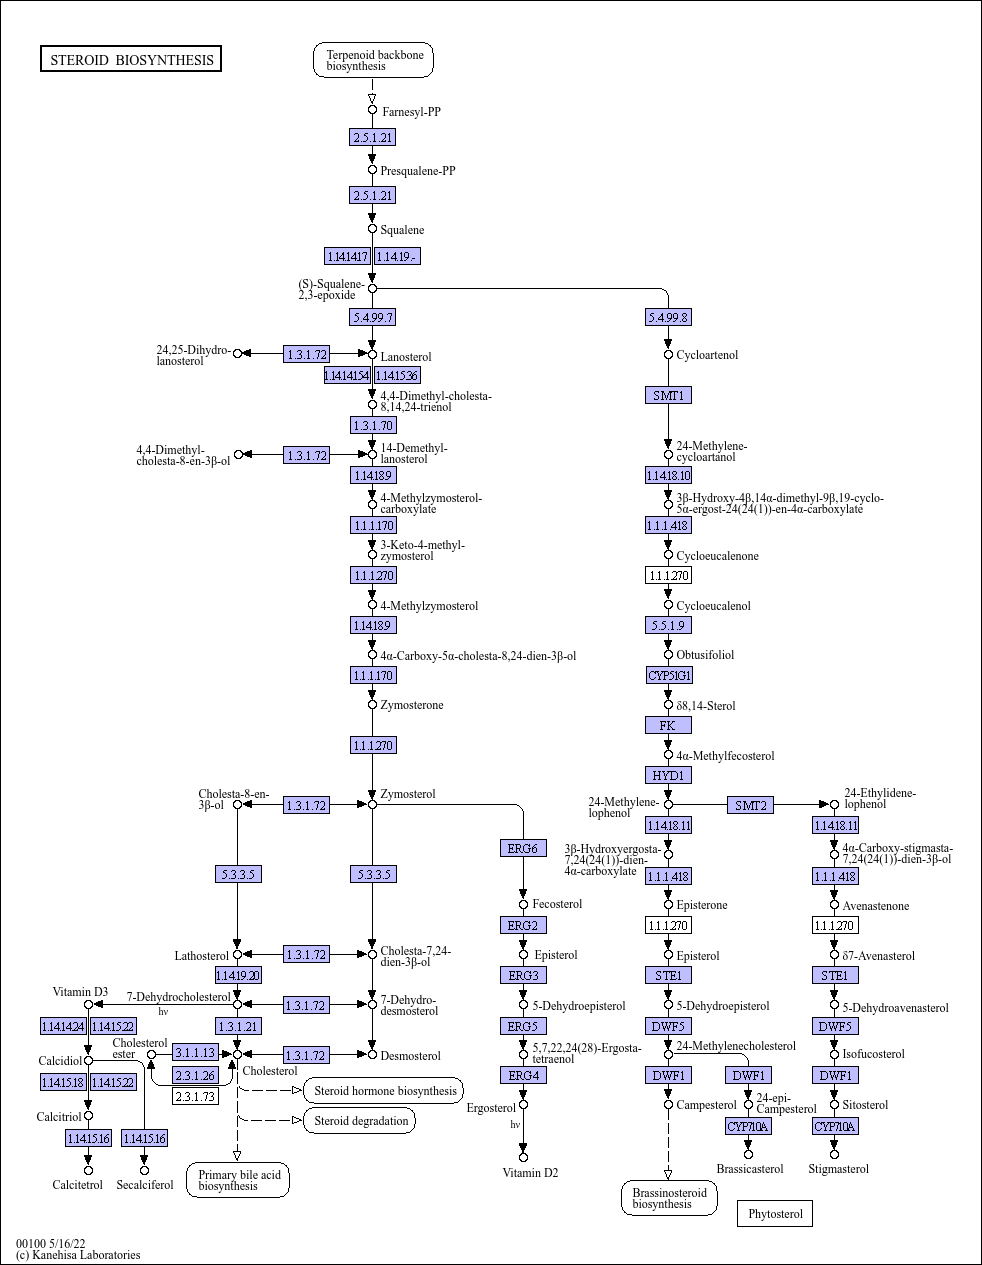 STEROID BIOSYNTHESIS
Terpenoid backbone
biosynthesis
Farnesyl-PP
2.5.1.21
Presqualene-PP
2.5.1.21
Squalene
1.14.14.17
1.14.19.-
(S)-Squalene-
2,3-epoxide
5.4.99.7
5.4.99.8
24,25-Dihydro-
lanosterol
1.3.1.72
Lanosterol
Cycloartenol
1.14.14.154
1.14.15.36
SMT1
4,4-Dimethyl-cholesta-
8,14,24-trienol
1.3.1.70
4,4-Dimethyl-
cholesta-8-en-3β-ol
1.3.1.72
14-Demethyl-
lanosterol
24-Methylene-
cycloartanol
1.14.18.9
1.14.18.10
4-Methylzymosterol-
carboxylate
3β-Hydroxy-4β,14α-dimethyl-9β,19-cyclo-
5α-ergost-24(24(1))-en-4α-carboxylate
1.1.1.170
1.1.1.418
3-Keto-4-methyl-
zymosterol
Cycloeucalenone
1.1.1.270
1.1.1.270
4-Methylzymosterol
Cycloeucalenol
1.14.18.9
5.5.1.9
4α-Carboxy-5α-cholesta-8,24-dien-3β-ol
Obtusifoliol
1.1.1.170
CYP51G1
Zymosterone
δ8,14-Sterol
FK
1.1.1.270
4α-Methylfecosterol
HYD1
Cholesta-8-en-
3β-ol
1.3.1.72
Zymosterol
24-Methylene-
lophenol
SMT2
24-Ethylidene-
lophenol
1.14.18.11
1.14.18.11
ERG6
3β-Hydroxyergosta-
7,24(24(1))-dien-
4α-carboxylate
4α-Carboxy-stigmasta-
7,24(24(1))-dien-3β-ol
5.3.3.5
5.3.3.5
1.1.1.418
1.1.1.418
Fecosterol
Episterone
Avenastenone
ERG2
1.1.1.270
1.1.1.270
Lathosterol
1.3.1.72
Cholesta-7,24-
dien-3β-ol
Episterol
Episterol
δ7-Avenasterol
1.14.19.20
ERG3
STE1
STE1
Vitamin D3
7-Dehydrocholesterol
hν
1.3.1.72
7-Dehydro-
desmosterol
5-Dehydroepisterol
5-Dehydroepisterol
5-Dehydroavenasterol
1.14.14.24
1.14.15.22
1.3.1.21
ERG5
DWF5
DWF5
Calcidiol
Cholesterol
ester
3.1.1.13
1.3.1.72
Desmosterol
5,7,22,24(28)-Ergosta-
tetraenol
24-Methylenecholesterol
Isofucosterol
Cholesterol
1.14.15.18
1.14.15.22
2.3.1.26
ERG4
DWF1
DWF1
DWF1
2.3.1.73
Steroid hormone biosynthesis
Calcitriol
Ergosterol
Campesterol
24-epi-
Campesterol
Sitosterol
Steroid degradation
hν
1.14.15.16
1.14.15.16
CYP710A
CYP710A
Calcitetrol
Secalciferol
Primary bile acid
biosynthesis
Vitamin D2
Brassicasterol
Stigmasterol
Brassinosteroid
biosynthesis
Phytosterol
00100 5/16/22
(c) Kanehisa Laboratories